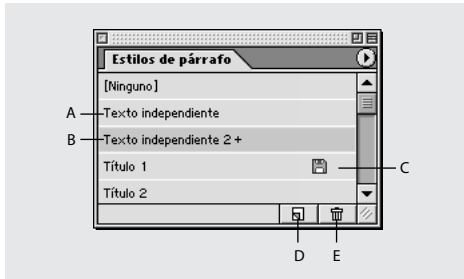 Estilos de párrafo
[Ninguno]
A Texto independiente
B Texto independiente 2 +
Título 1 C
Título 2
D E